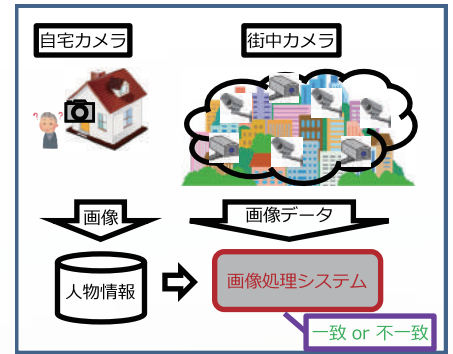 自宅カメラ
街中カメラ
? ?
画像
画像データ
人物情報
画像処理システム
一致 or 不一致